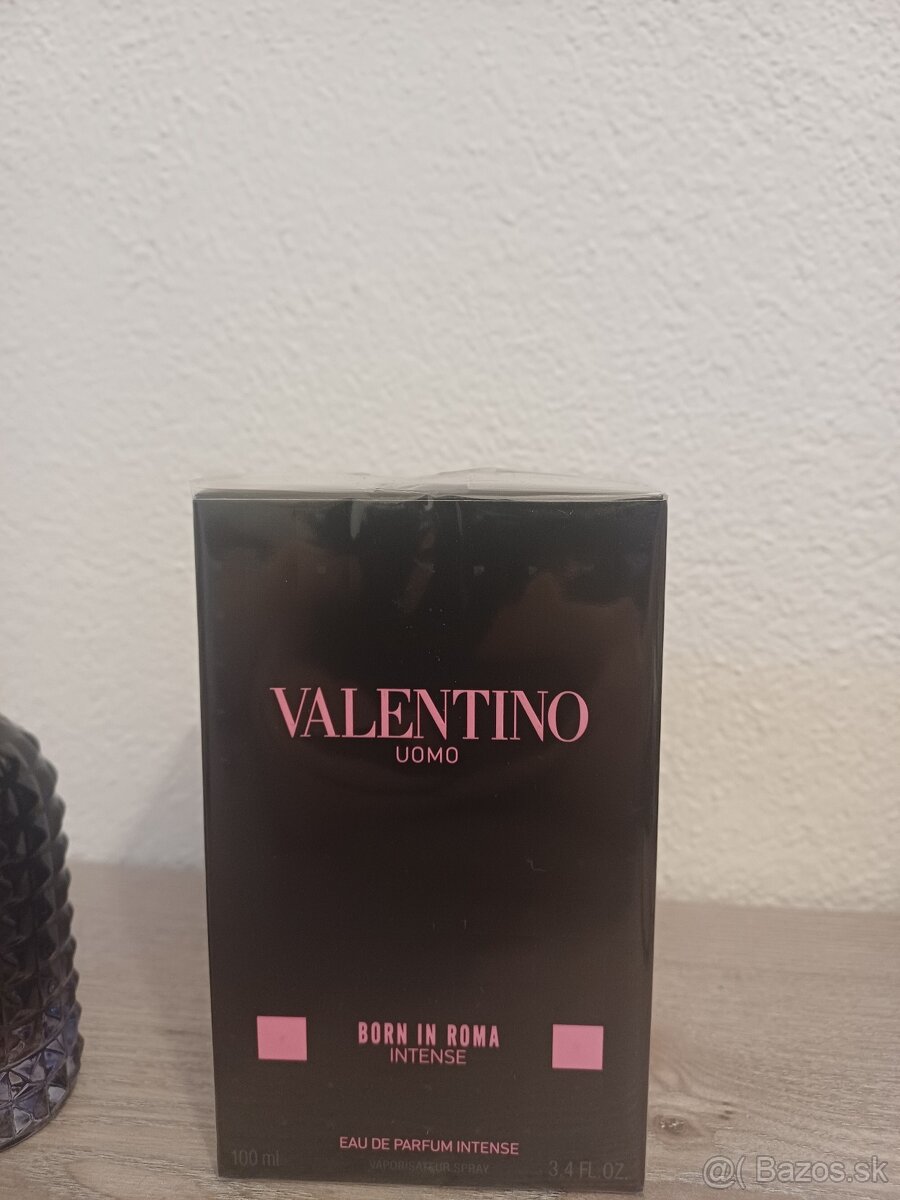 VALENTINO
UOMO
BORN IN ROMA
INTENSE
EAU DE PARFUM INTENSE
100 ml
VAPORISATEUR SPRAY
3.4 FL.OZ.
@( Bazos.sk